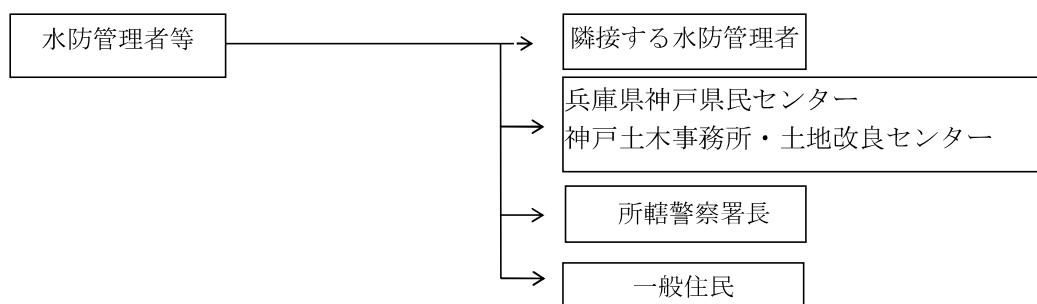 水防管理者等
隣接する水防管理者
兵庫県神戸県民センター
神戸土木事務所・土地改良センター
所轄警察署長
一般住民